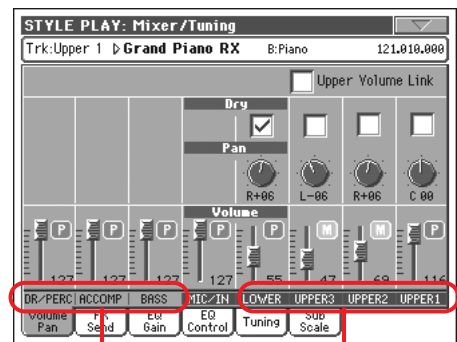 STYLE PLAY: Mixer/Tuning
Trk:Upper 1 Grand Piano RX B:Piano 121.010.000
Upper Volume Link
Dry
Pan
R+06 L-06 R+06 C 00
Volume
P P P P M M P
127 127 127 127 55 47 69 116
DR/PERC ACCOMP BASS MIC/IN LOWER UPPER3 UPPER2 UPPER1
Volume Pan FX Send EQ Gain EQ Control Tuning Sub Scale